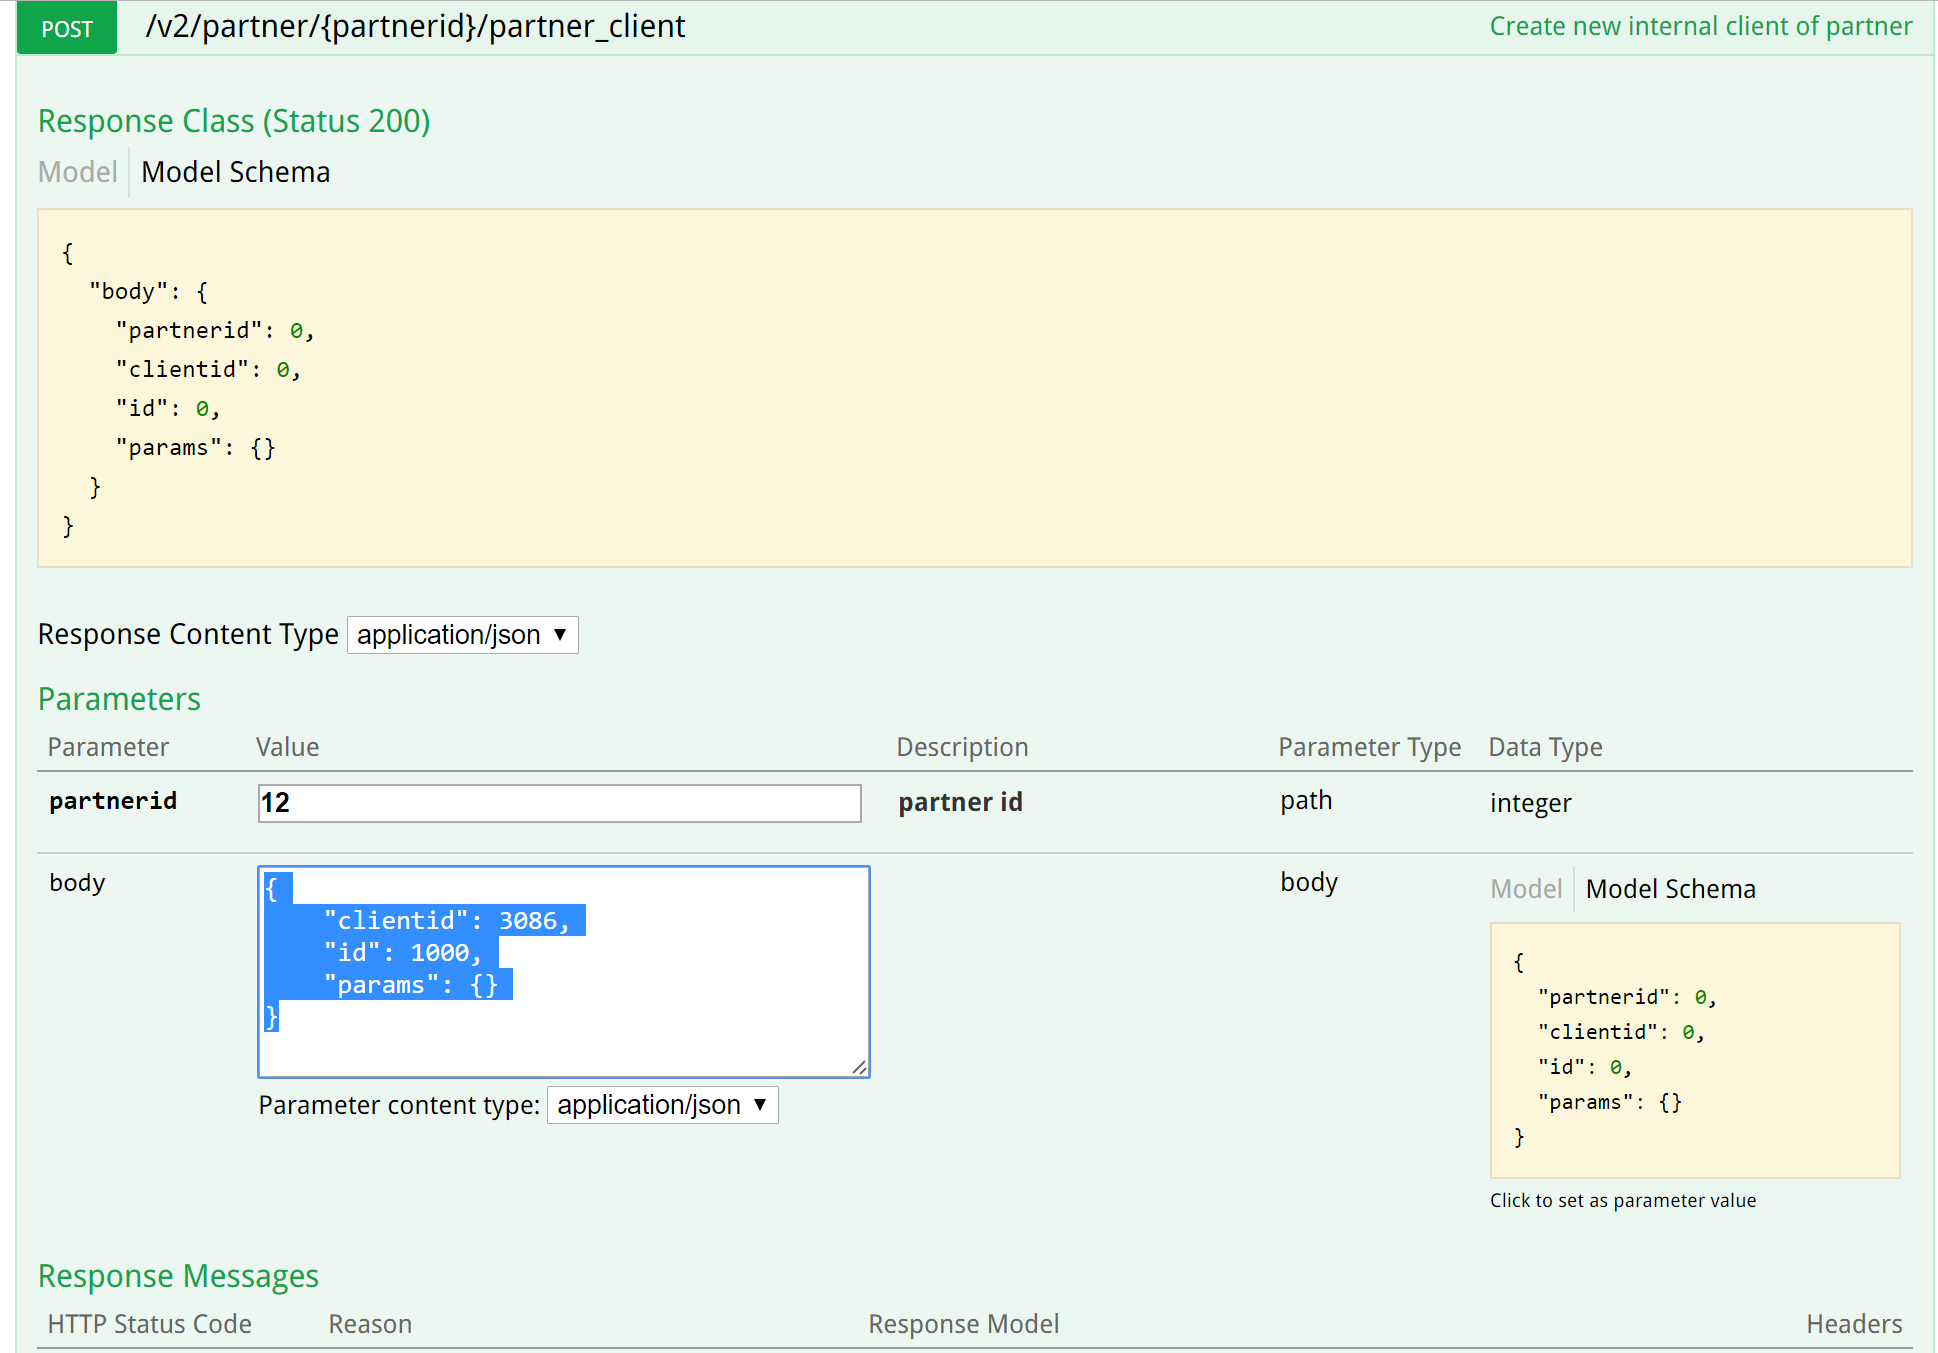 POST /v2/partner/{partnerid}/partner_client Create new internal client of partner
Response Class (Status 200)
Model Model Schema
{
"body": {
"partnerid": 0,
"clientid": 0,
"id": 0,
"params": {}
}
}
Response Content Type application/json
Parameters
Parameter Value Description Parameter Type Data Type
partnerid 12 partner id path integer
body
{
"clientid": 3086,
"id": 1000,
"params": {}
}
Parameter content type: application/json
body
Model Model Schema
{
"partnerid": 0,
"clientid": 0,
"id": 0,
"params": {}
}
Click to set as parameter value
Response Messages
HTTP Status Code Reason Response Model Headers